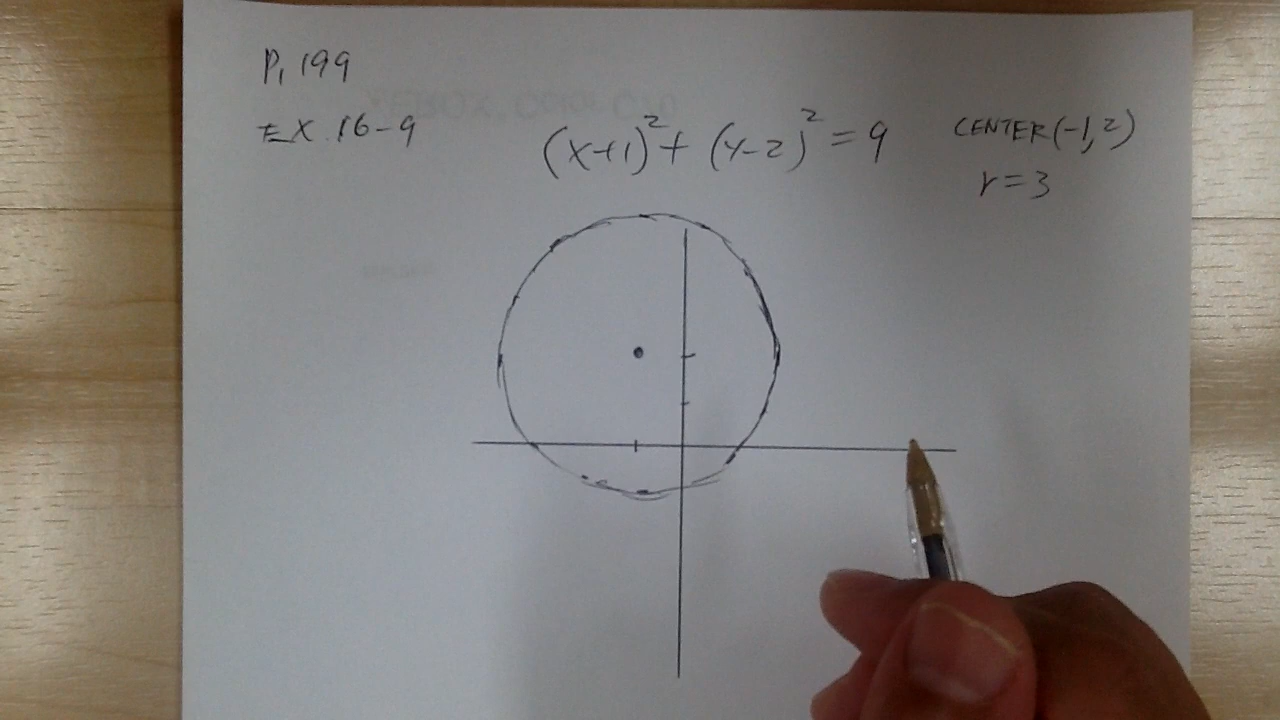 P. 199
EX. 16-9
(x+1)² + (y-2)² = 9
CENTER(-1, 2)
r = 3